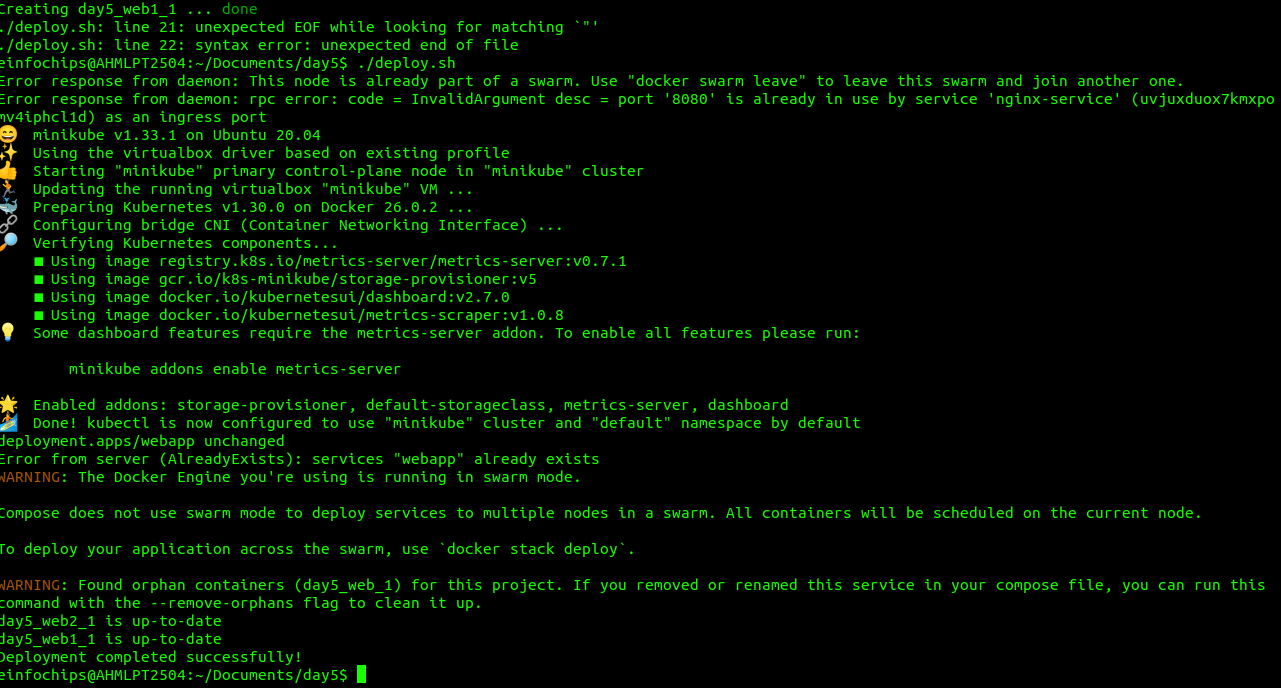 Creating day5_web1_1 ... done
./deploy.sh: line 21: unexpected EOF while looking for matching `"'
./deploy.sh: line 22: syntax error: unexpected end of file
einfochips@AHMLPT2504:~/Documents/day5$ ./deploy.sh
Error response from daemon: This node is already part of a swarm. Use "docker swarm leave" to leave this swarm and join another one.
Error response from daemon: rpc error: code = InvalidArgument desc = port '8080' is already in use by service 'nginx-service' (uvjuxduox7kmxpo
mv4iphcl1d) as an ingress port
😄 minikube v1.33.1 on Ubuntu 20.04
✨ Using the virtualbox driver based on existing profile
👍 Starting "minikube" primary control-plane node in "minikube" cluster
🏃 Updating the running virtualbox "minikube" VM ...
🐳 Preparing Kubernetes v1.30.0 on Docker 26.0.2 ...
🔗 Configuring bridge CNI (Container Networking Interface) ...
🔎 Verifying Kubernetes components...
▪ Using image registry.k8s.io/metrics-server/metrics-server:v0.7.1
▪ Using image gcr.io/k8s-minikube/storage-provisioner:v5
▪ Using image docker.io/kubernetesui/dashboard:v2.7.0
▪ Using image docker.io/kubernetesui/metrics-scraper:v1.0.8
💡 Some dashboard features require the metrics-server addon. To enable all features please run:
minikube addons enable metrics-server
🌟 Enabled addons: storage-provisioner, default-storageclass, metrics-server, dashboard
🏄 Done! kubectl is now configured to use "minikube" cluster and "default" namespace by default
deployment.apps/webapp unchanged
Error from server (AlreadyExists): services "webapp" already exists
WARNING: The Docker Engine you're using is running in swarm mode.
Compose does not use swarm mode to deploy services to multiple nodes in a swarm. All containers will be scheduled on the current node.
To deploy your application across the swarm, use `docker stack deploy`.
WARNING: Found orphan containers (day5_web_1) for this project. If you removed or renamed this service in your compose file, you can run this
command with the --remove-orphans flag to clean it up.
day5_web2_1 is up-to-date
day5_web1_1 is up-to-date
Deployment completed successfully!
einfochips@AHMLPT2504:~/Documents/day5$